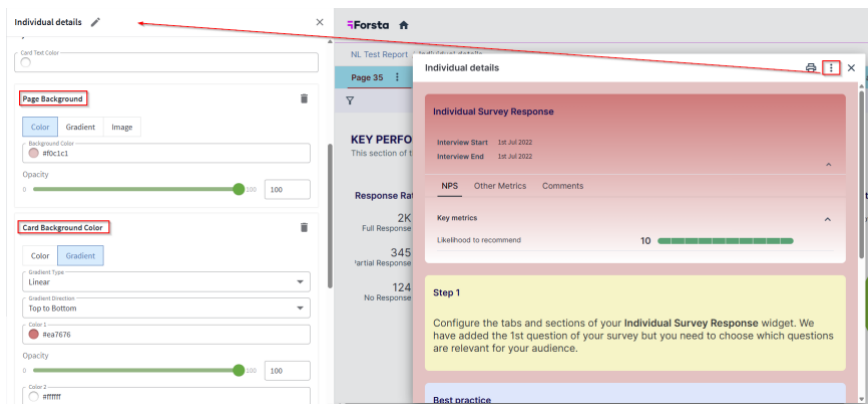 Individual details
Card Text Color
Page Background
Color Gradient Image
Background Color
#f0c1c1
Opacity
0 100 100
Card Background Color
Color Gradient
Gradient Type
Linear
Gradient Direction
Top to Bottom
Color 1
#ea7676
Opacity
0 100 100
Color 2
#ffffff
Forsta
NL Test Report
Page 35
KEY PERFO
This section of t
Response Ra
2K
Full Response
345
artial Response
124
No Response
Individual details
Individual Survey Response
Interview Start 1st Jul 2022
Interview End 1st Jul 2022
NPS Other Metrics Comments
Key metrics
Likelihood to recommend 10
Step 1
Configure the tabs and sections of your Individual Survey Response widget. We
have added the 1st question of your survey but you need to choose which questions
are relevant for your audience.
Best practice